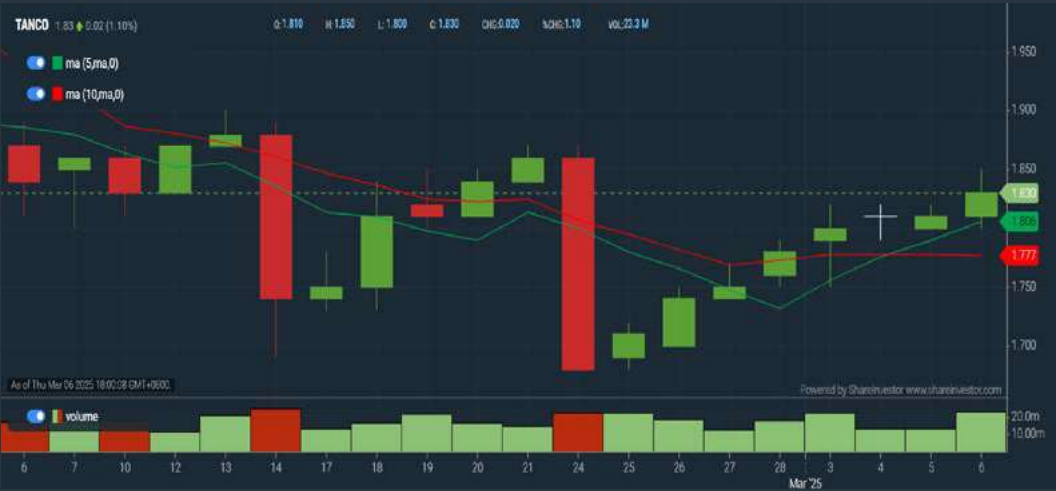 TANCO 1.83 0.02 (1.10%) O:1.810 H:1.850 L:1.800 C:1.830 CHG:0.020 %CHG:1.10 VOL:23.3 M
ma (5,ma,0)
ma (10,ma,0)
1.950
1.900
1.850
1.830
1.806
1.777
1.750
1.700
As of Thu Mar 06 2025 18:00:08 GMT+0800.
Powered by ShareInvestor www.shareinvestor.com
volume
20.0m
10.00m
6 7 10 12 13 14 17 18 19 20 21 24 25 26 27 28 3 4 5 6
Mar '25